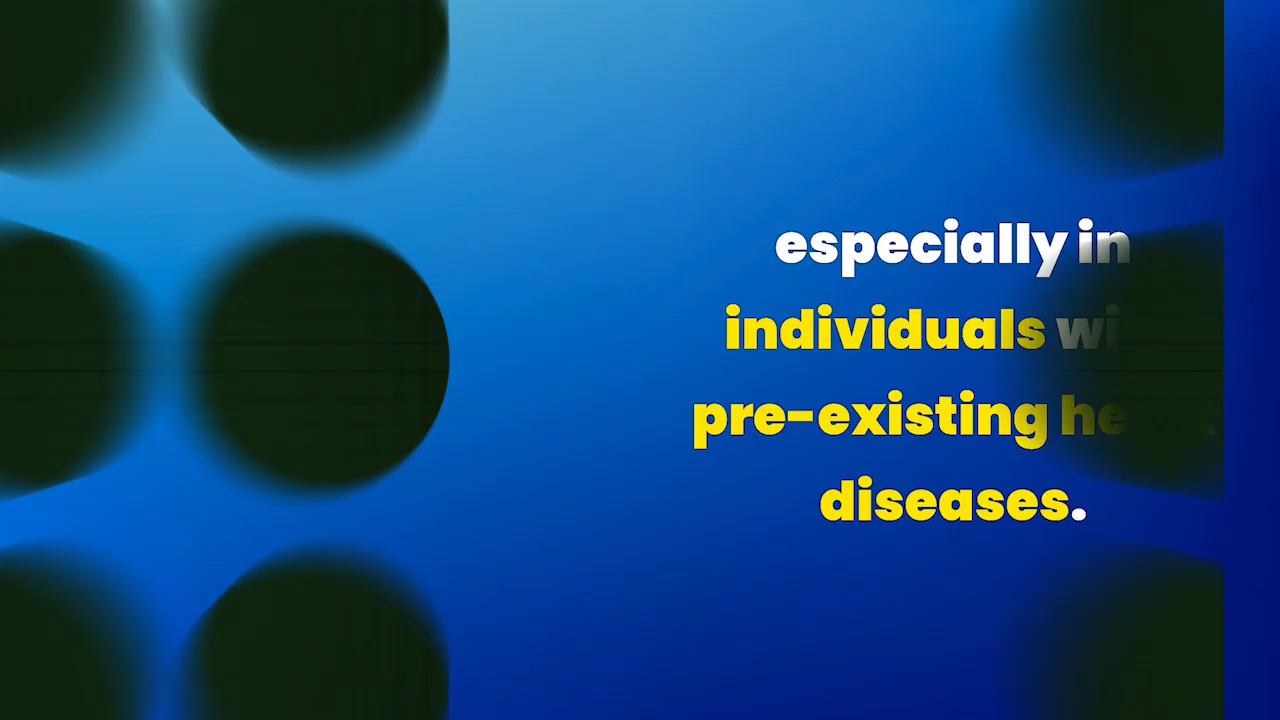 especially in
individuals
pre-existing
diseases.